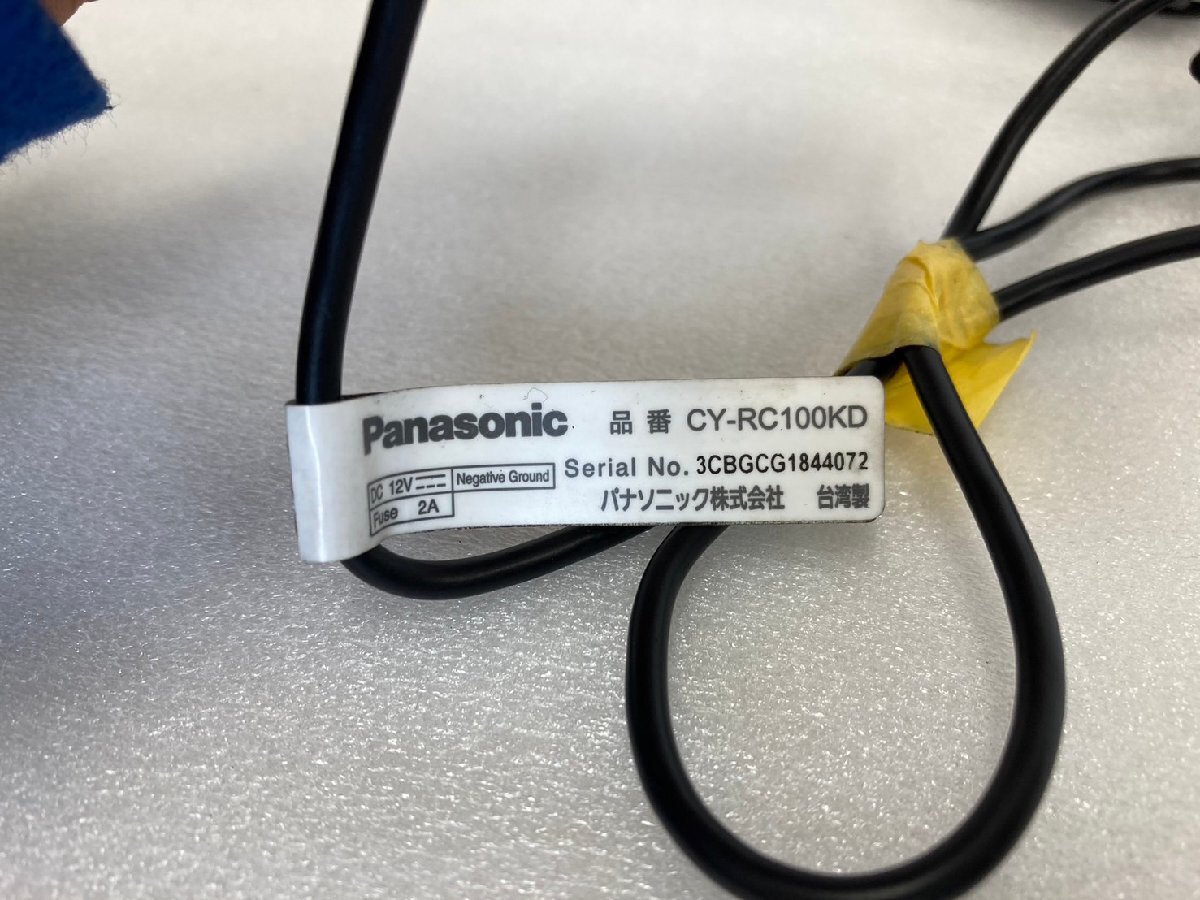 Panasonic 品番 CY-RC100KD
DC 12V ⎓ Negative Ground
Fuse 2A
Serial No. 3CBGCG1844072
パナソニック株式会社 台湾製